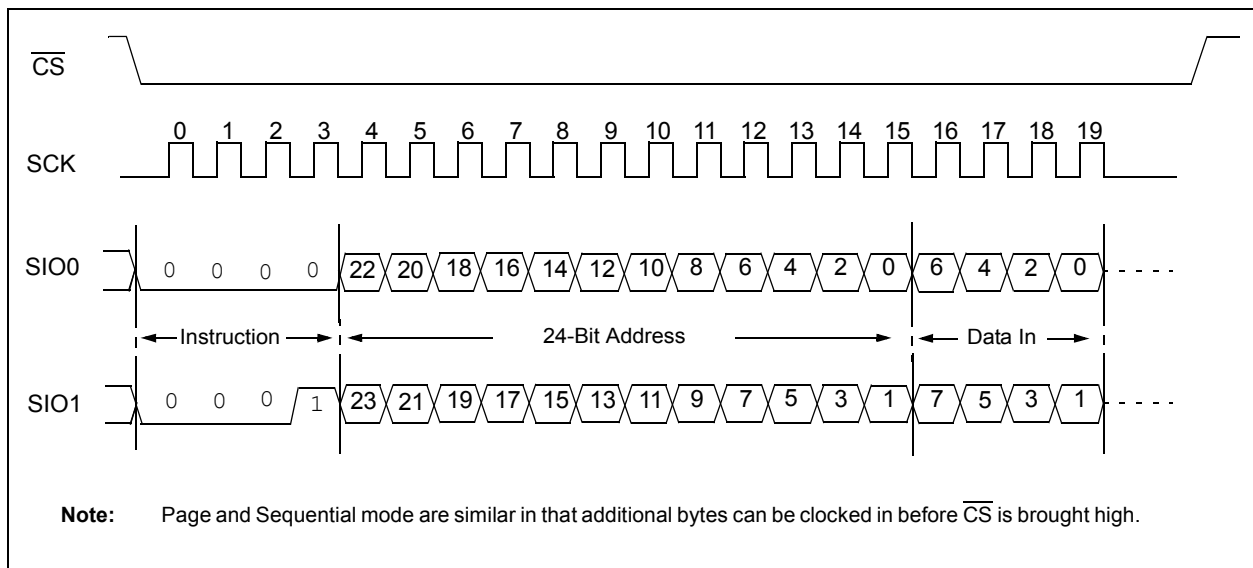 CS
0 1 2 3 4 5 6 7 8 9 10 11 12 13 14 15 16 17 18 19
SCK
SIO0 0 0 0 0 22 20 18 16 14 12 10 8 6 4 2 0 6 4 2 0
Instruction 24-Bit Address Data In
SIO1 0 0 0 1 23 21 19 17 15 13 11 9 7 5 3 1 7 5 3 1
Note: Page and Sequential mode are similar in that additional bytes can be clocked in before CS is brought high.